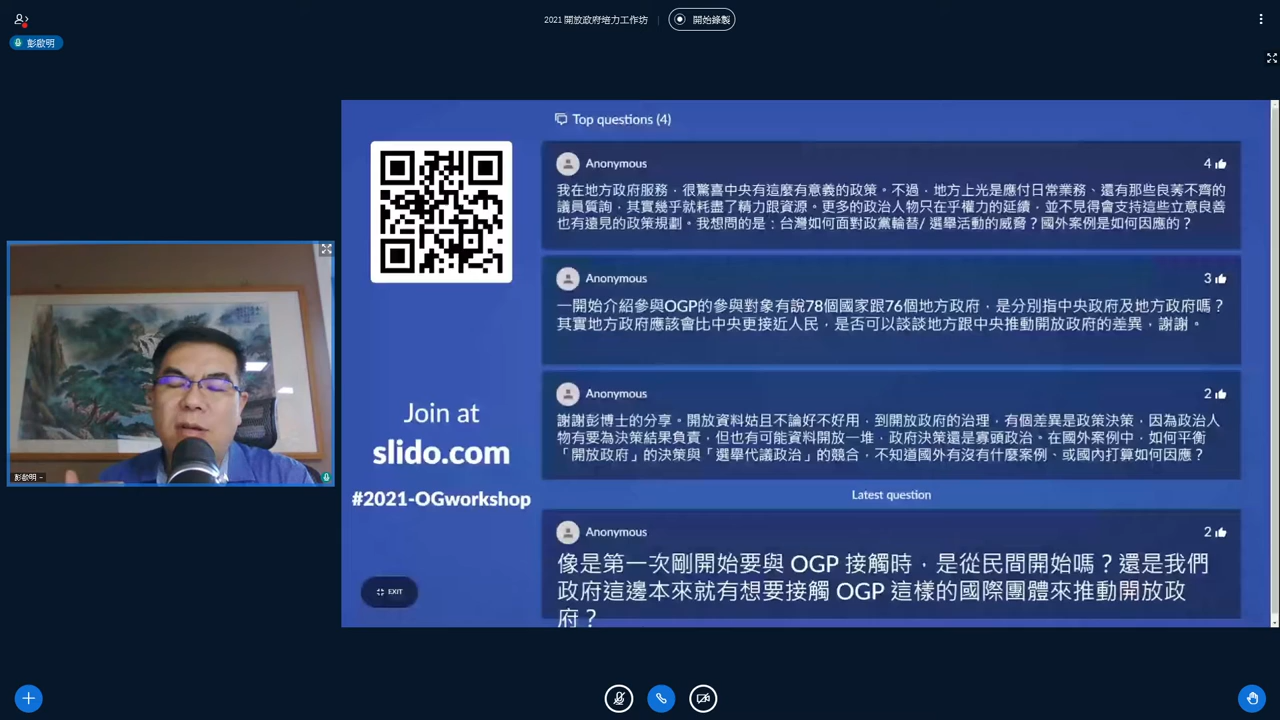 2021 開放政府培力工作坊
開始錄製
彭啟明
Top questions (4)
Anonymous
4
我在地方政府服務，很驚喜中央有這麼有意義的政策。不過，地方上光是應付日常業務、還有那些良莠不齊的
議員質詢，其實幾乎就耗盡了精力跟資源。更多的政治人物只在乎權力的延續，並不見得會支持這些立意良善
也有遠見的政策規劃。我想問的是：台灣如何面對政黨輪替/ 選舉活動的威脅？國外案例是如何因應的？
Anonymous
3
一開始介紹參與OGP的參與對象有說78個國家跟76個地方政府，是分別指中央政府及地方政府嗎？
其實地方政府應該會比中央更接近人民，是否可以談談地方跟中央推動開放政府的差異，謝謝。
Anonymous
2
謝謝彭博士的分享。開放資料姑且不論好不好用，到開放政府的治理，有個差異是政策決策，因為政治人
物有要為決策結果負責，但也有可能資料開放一堆，政府決策還是寡頭政治。在國外案例中，如何平衡
「開放政府」的決策與「選舉代議政治」的競合，不知道國外有沒有什麼案例、或國內打算如何因應？
Latest question
Anonymous
2
像是第一次剛開始要與 OGP 接觸時，是從民間開始嗎？還是我們
政府這邊本來就有想要接觸 OGP 這樣的國際團體來推動開放政
府？
Join at
slido.com
#2021-OGworkshop
EXIT
彭啟明